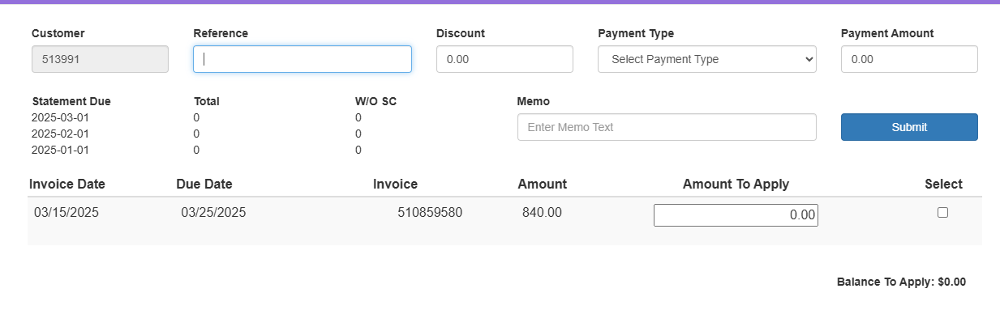 Customer Reference Discount Payment Type Payment Amount
513991 0.00 Select Payment Type 0.00
Statement Due Total W/O SC Memo
2025-03-01 0 0
Enter Memo Text Submit
2025-02-01 0 0
2025-01-01 0 0
Invoice Date Due Date Invoice Amount Amount To Apply Select
03/15/2025 03/25/2025 510859580 840.00 0.00
Balance To Apply: $0.00